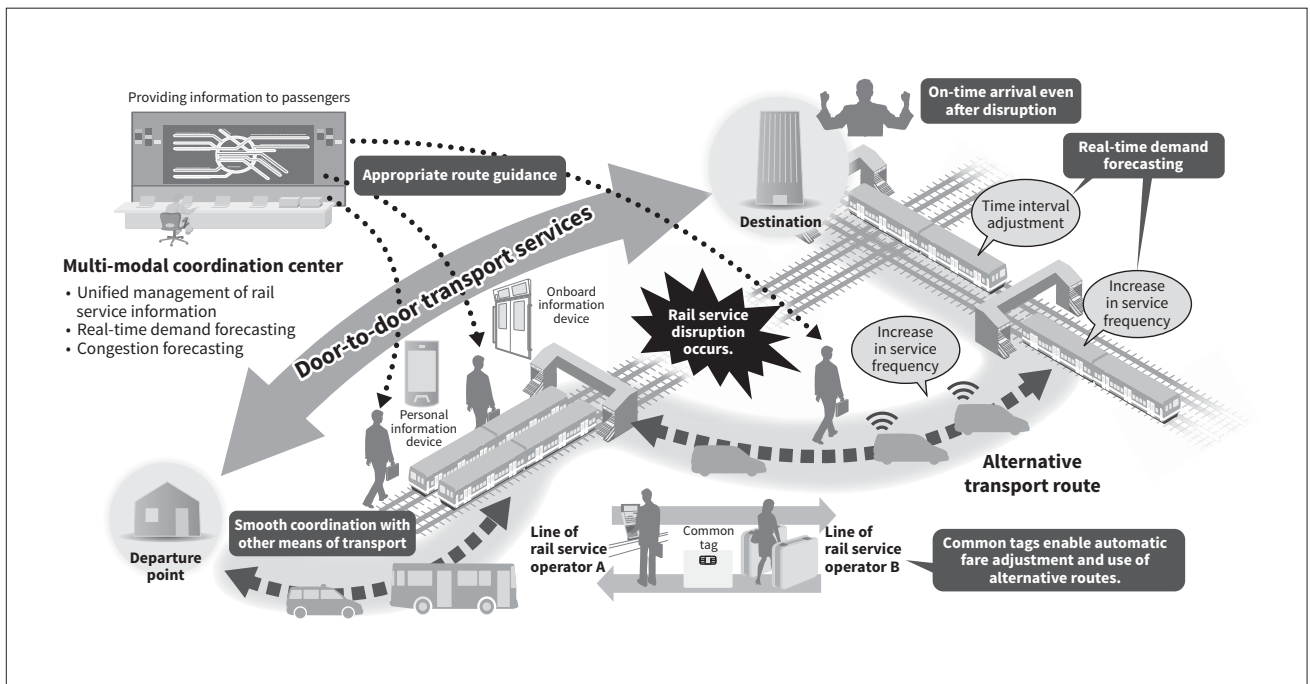 Providing information to passengers
Appropriate route guidance
Multi-modal coordination center
• Unified management of rail
service information
• Real-time demand forecasting
• Congestion forecasting
Door-to-door transport services
On-time arrival even
after disruption
Real-time demand
forecasting
Destination
Time interval
adjustment
Increase
in service
frequency
Onboard
information
device
Rail service
disruption
occurs.
Increase
in service
frequency
Personal
information
device
Alternative
transport route
Departure
point
Smooth coordination with
other means of transport
Line of
rail service
operator A
Common
tag
Line of
rail service
operator B
Common tags enable automatic
fare adjustment and use of
alternative routes.